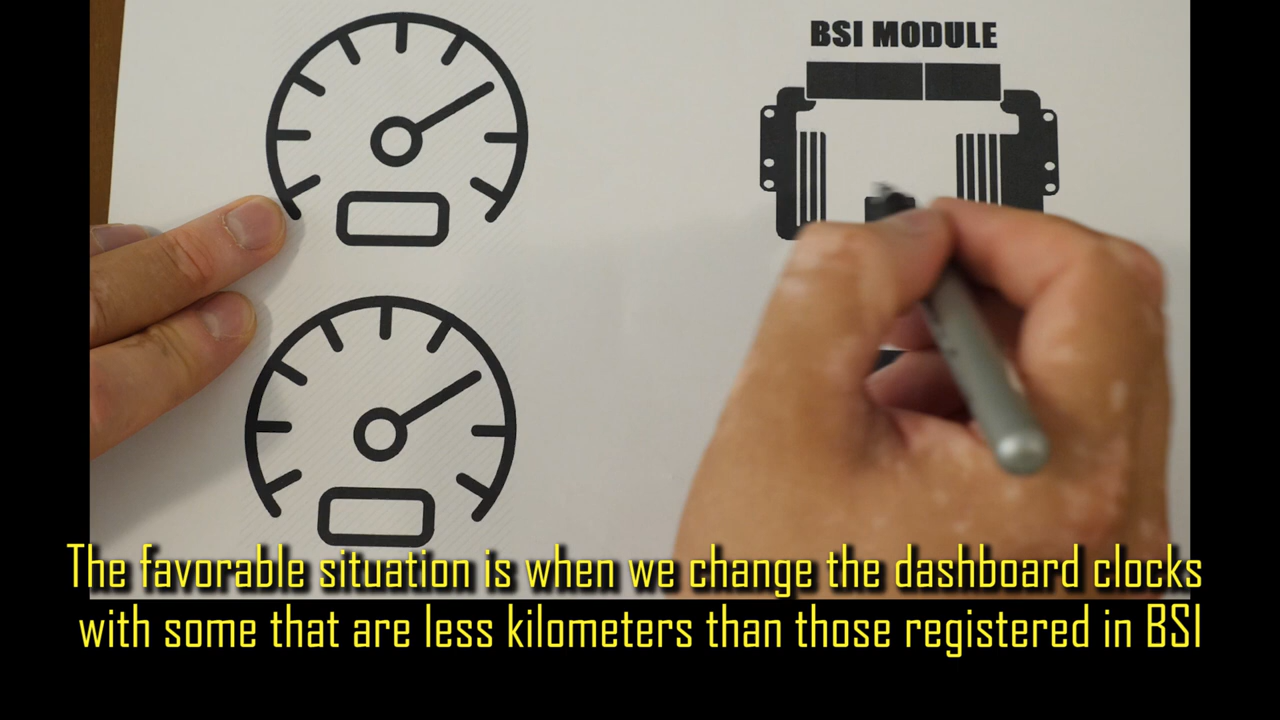 BSI MODULE
The favorable situation is when we change the dashboard clocks
with some that are less kilometers than those registered in BSI